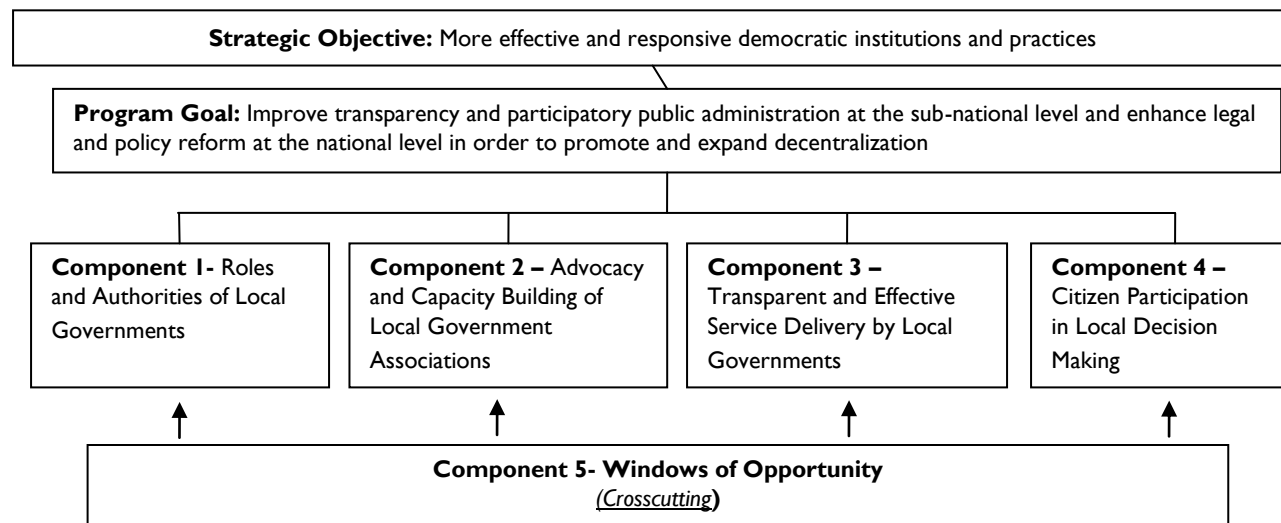 Strategic Objective: More effective and responsive democratic institutions and practices
Program Goal: Improve transparency and participatory public administration at the sub-national level and enhance legal
and policy reform at the national level in order to promote and expand decentralization
Component 1- Roles
and Authorities of Local
Governments
Component 2 – Advocacy
and Capacity Building of
Local Government
Associations
Component 3 –
Transparent and Effective
Service Delivery by Local
Governments
Component 4 –
Citizen Participation
in Local Decision
Making
Component 5- Windows of Opportunity
(Crosscutting)